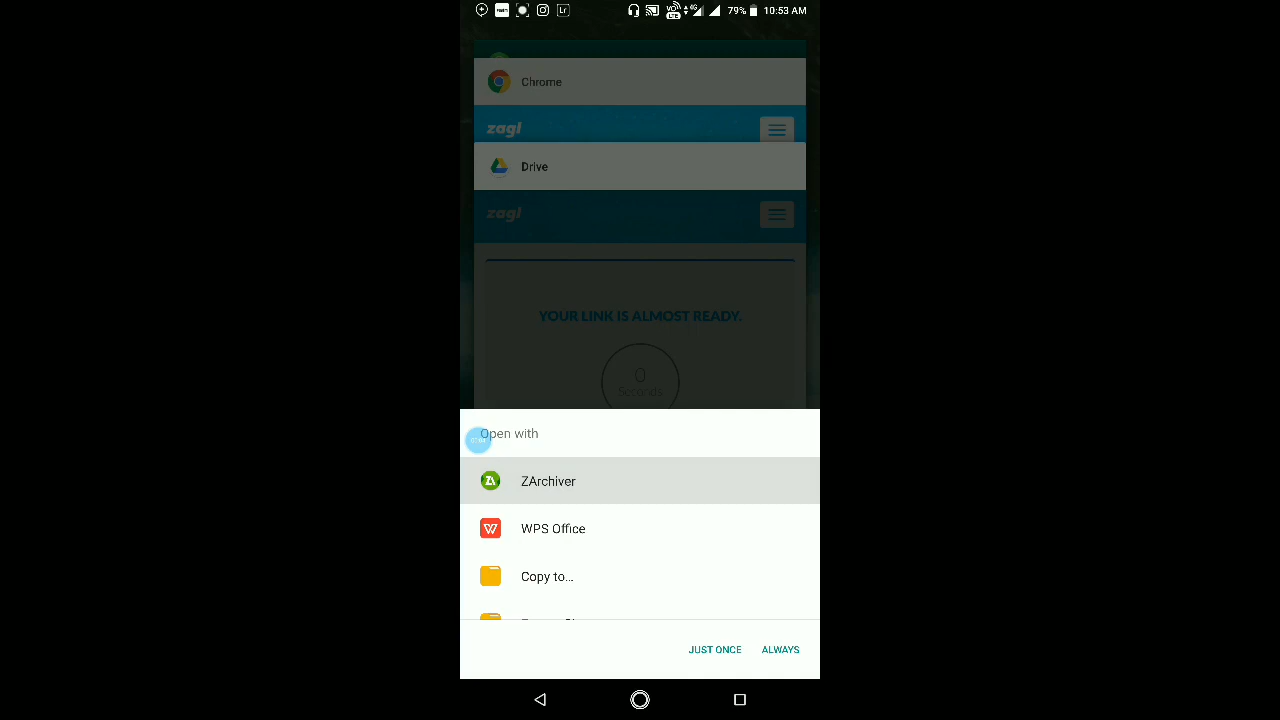 79% 10:53 AM
Chrome
zagl
Drive
zagl
YOUR LINK IS ALMOST READY.
0
Seconds
Open with
ZArchiver
WPS Office
Copy to...
JUST ONCE ALWAYS